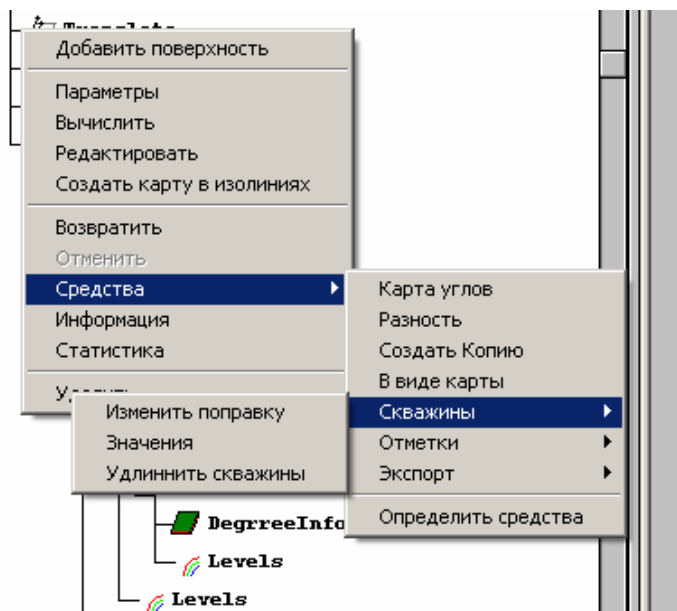 Добавить поверхность
Параметры
Вычислить
Редактировать
Создать карту в изолиниях
Возвратить
Отменить
Средства
Информация
Статистика
Карта углов
Разность
Создать Копию
В виде карты
Скважины
Отметки
Экспорт
Определить средства
Изменить поправку
Значения
Удлиннить скважины
DegrreeInfo
Levels
Levels